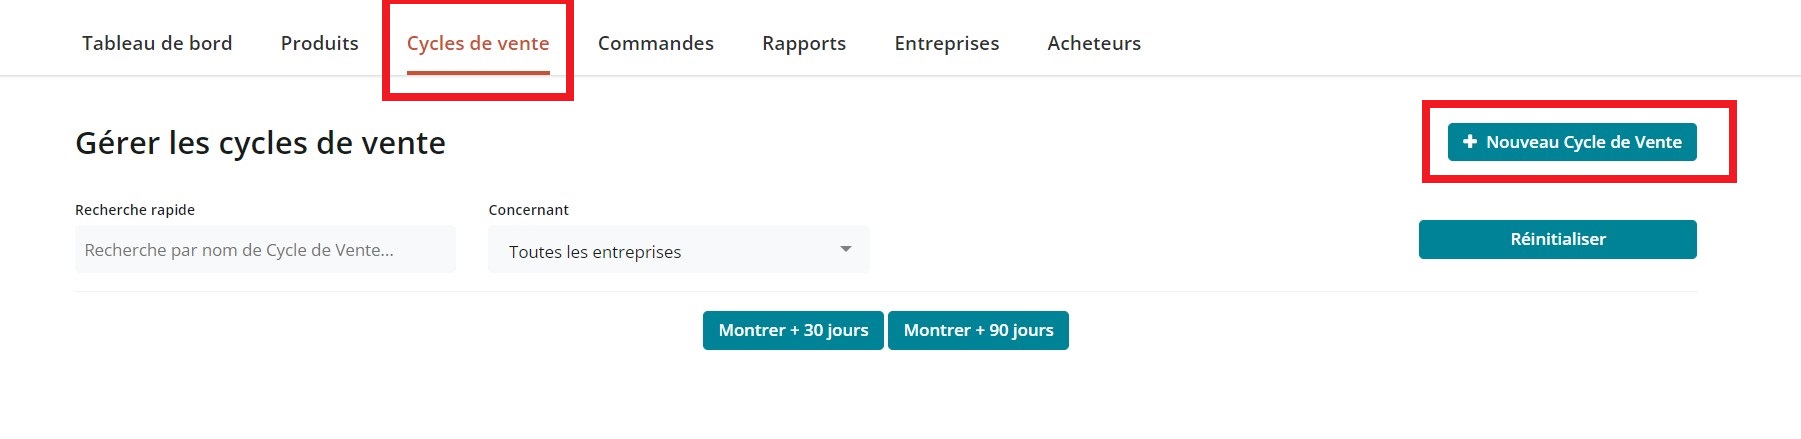 Tableau de bord Produits Cycles de vente Commandes Rapports Entreprises Acheteurs
Gérer les cycles de vente
+ Nouveau Cycle de Vente
Recherche rapide Concernant
Recherche par nom de Cycle de Vente... Toutes les entreprises Réinitialiser
Montrer + 30 jours Montrer + 90 jours